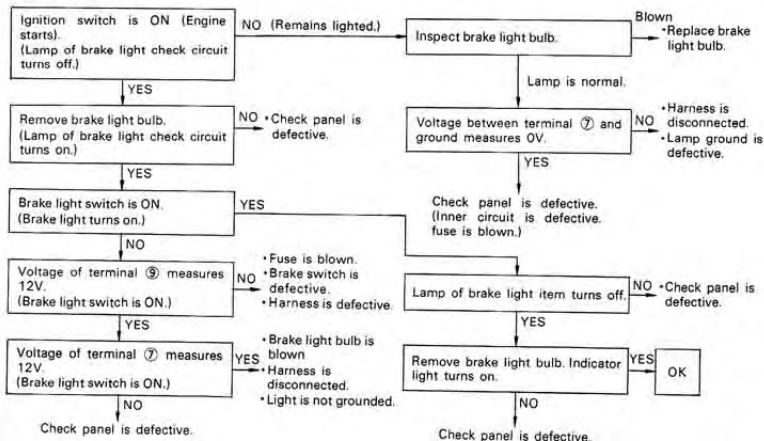 Ignition switch is ON (Engine
starts).
(Lamp of brake light check circuit
turns off.)
NO (Remains lighted.)
Inspect brake light bulb.
Blown
•Replace brake
light bulb.
YES
Lamp is normal.
Remove brake light bulb.
(Lamp of brake light check circuit
turns on.)
NO
•Check panel is
defective.
Voltage between terminal ⑦ and
ground measures 0V.
NO
•Harness is
disconnected.
•Lamp ground is
defective.
YES
YES
Brake light switch is ON.
(Brake light turns on.)
YES
Check panel is defective.
(Inner circuit is defective.
fuse is blown.)
NO
Voltage of terminal ⑨ measures
12V.
(Brake light switch is ON.)
NO
•Fuse is blown.
•Brake switch is
defective.
•Harness is defective.
Lamp of brake light item turns off.
NO
•Check panel is
defective.
YES
YES
Voltage of terminal ⑦ measures
12V.
(Brake light switch is ON.)
YES
•Brake light bulb is
blown
•Harness is
disconnected.
•Light is not grounded.
Remove brake light bulb. Indicator
light turns on.
YES
OK
NO
NO
Check panel is defective.
Check panel is defective.